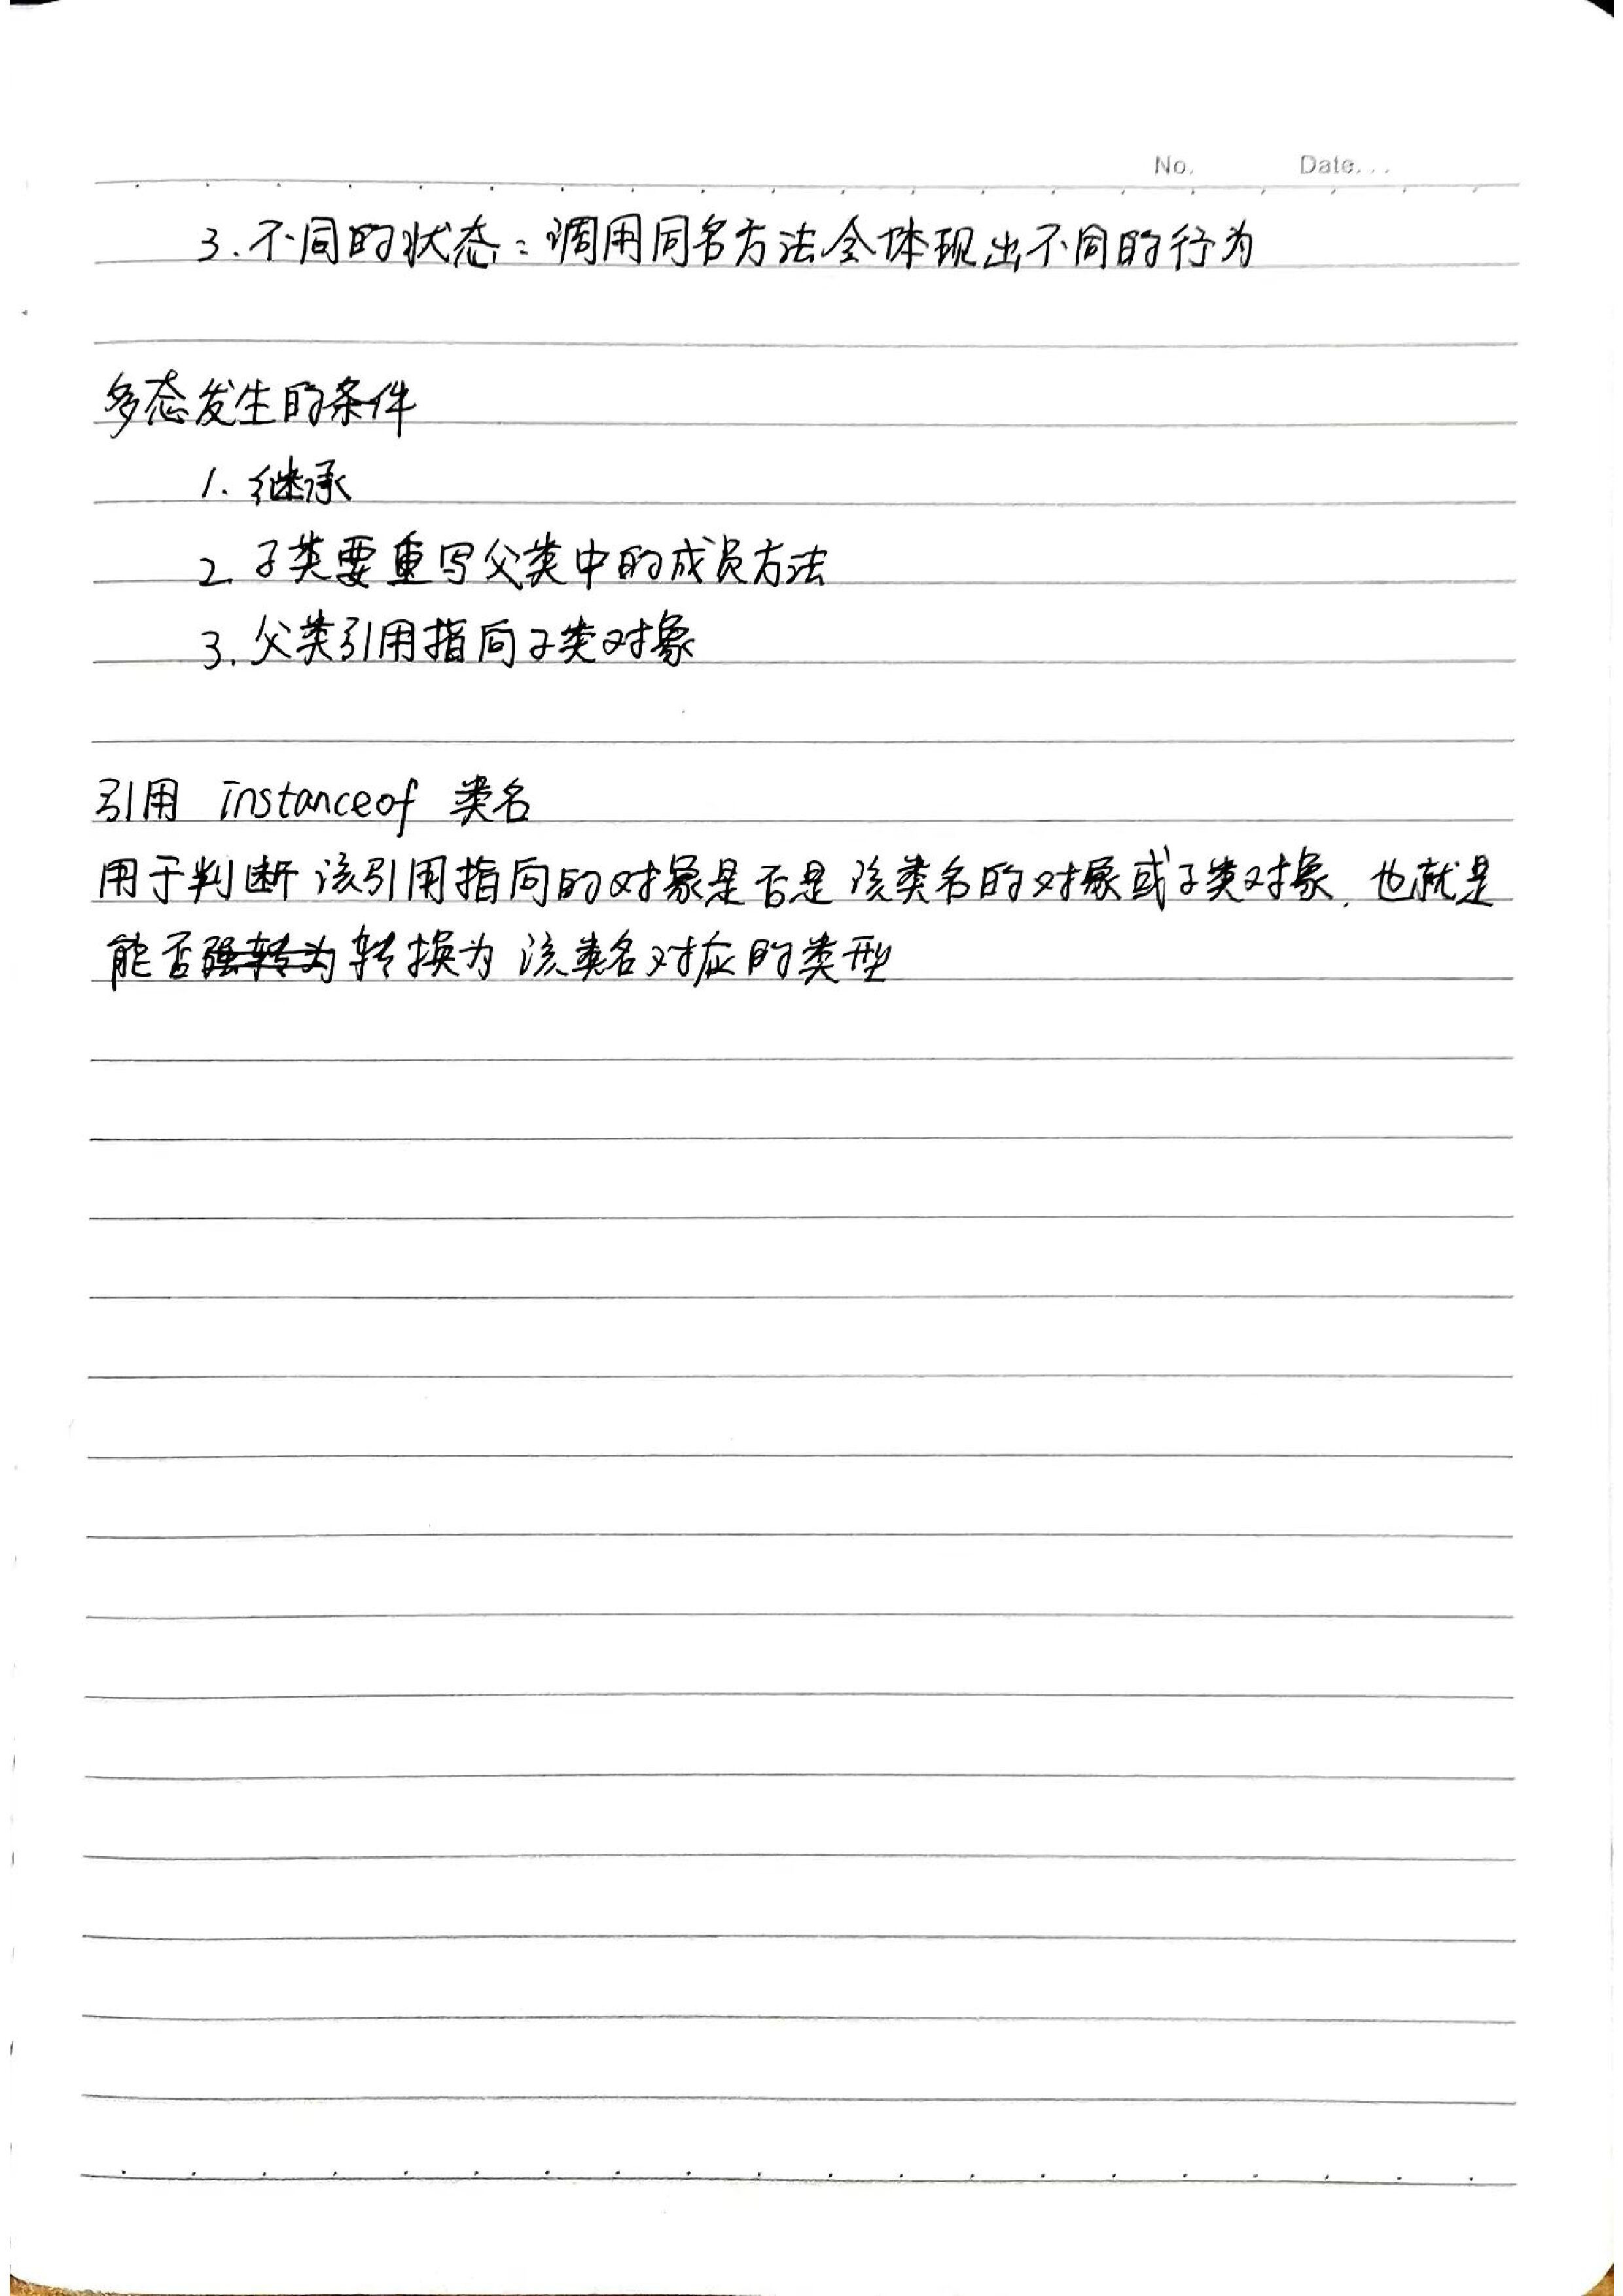 No. Date...
3.不同的状态:调用同名方法会体现出不同的行为
多态发生的条件
1.继承
2.子类要重写父类中的成员方法
3.父类引用指向子类对象
引用 instanceof 类名
用于判断该引用指向的对象是否是该类名的对象或子类对象,也就是
能否强转为转换为该类名对应的类型